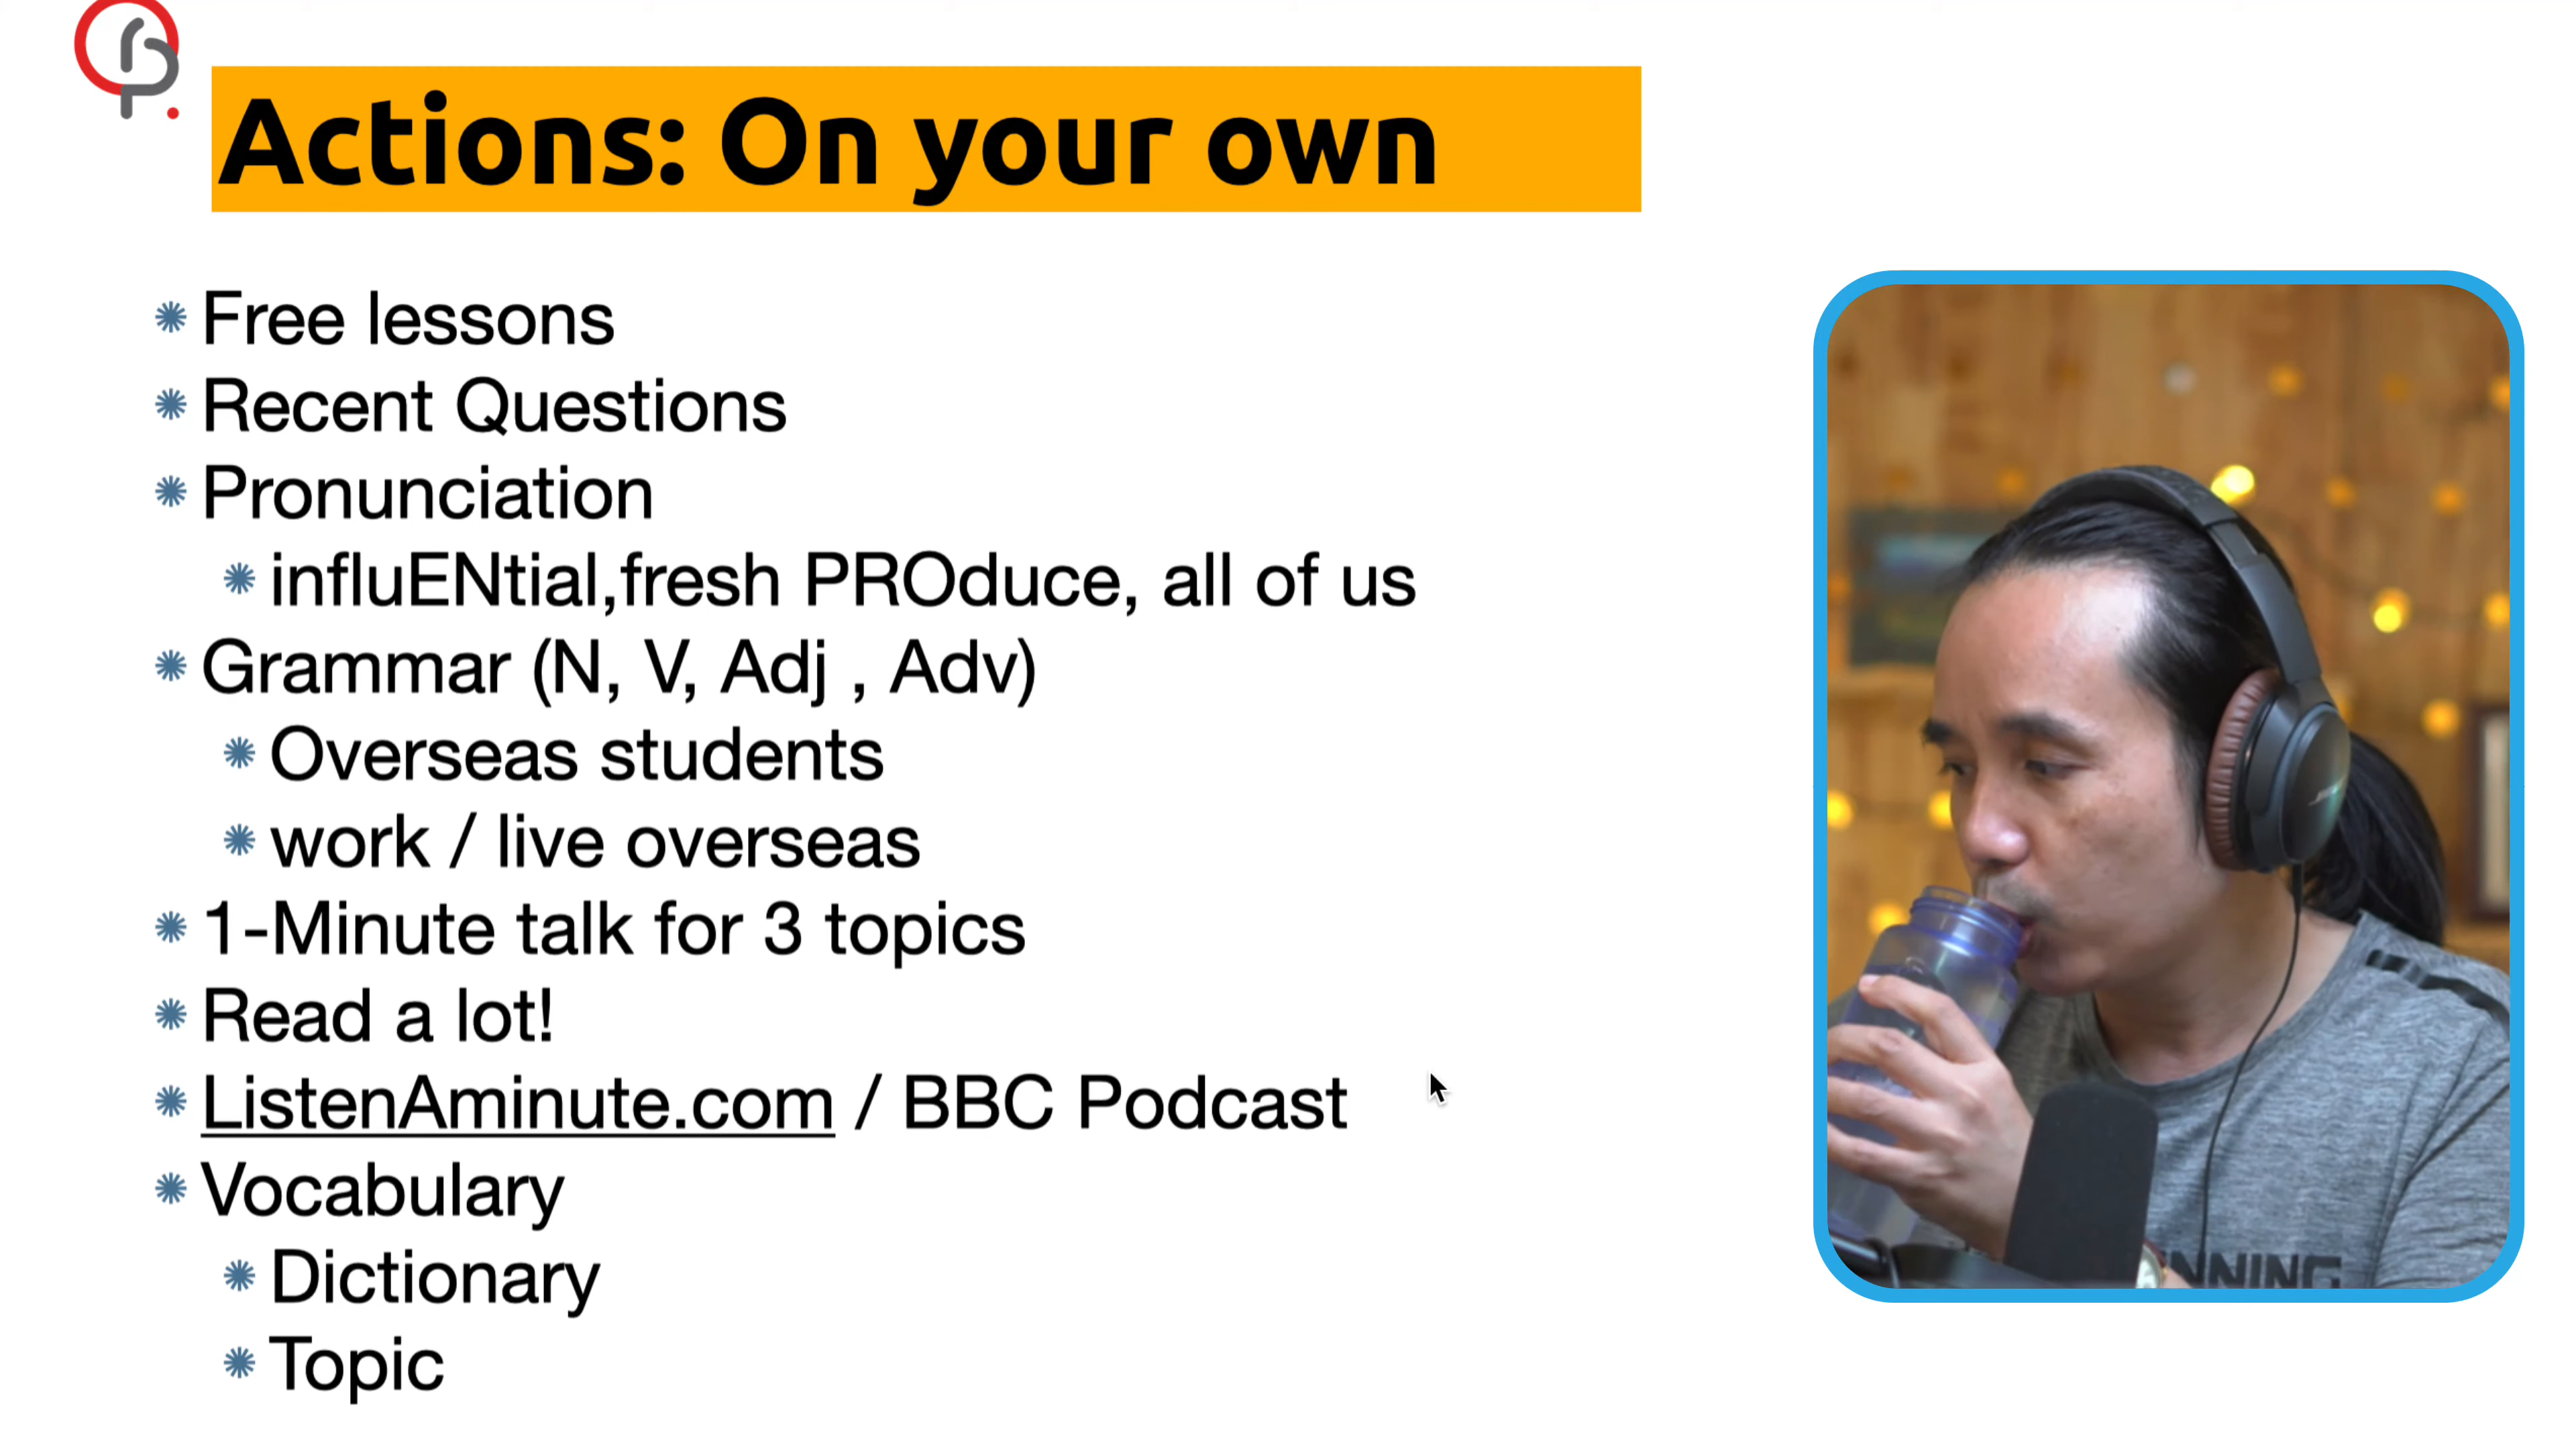 Actions: On your own
Free lessons
Recent Questions
Pronunciation
influENtial,fresh PROduce, all of us
Grammar (N, V, Adj , Adv)
Overseas students
work / live overseas
1-Minute talk for 3 topics
Read a lot!
ListenAminute.com / BBC Podcast
Vocabulary
Dictionary
Topic